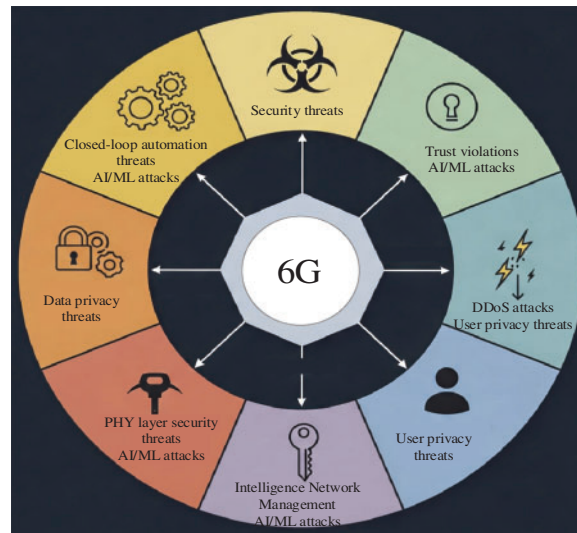 Security threats
Trust violations
AI/ML attacks
DDoS attacks
User privacy threats
User privacy
threats
Intelligence Network
Management
AI/ML attacks
PHY layer security
threats
AI/ML attacks
Data privacy
threats
Closed-loop automation
threats
AI/ML attacks
6G